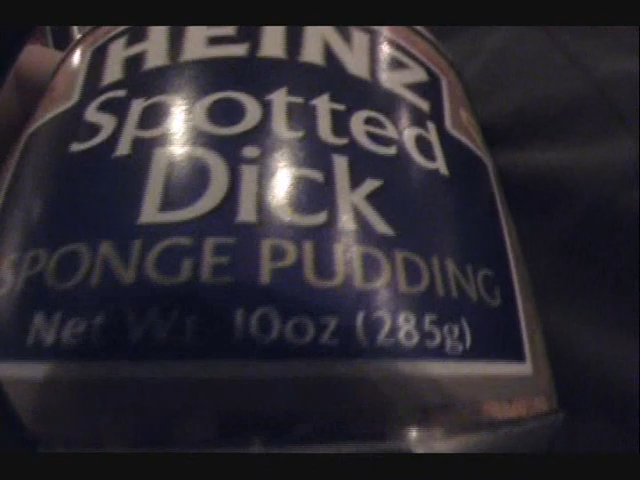 HEINZ
Spotted
Dick
SPONGE PUDDING
Net Wt. 10oz (285g)